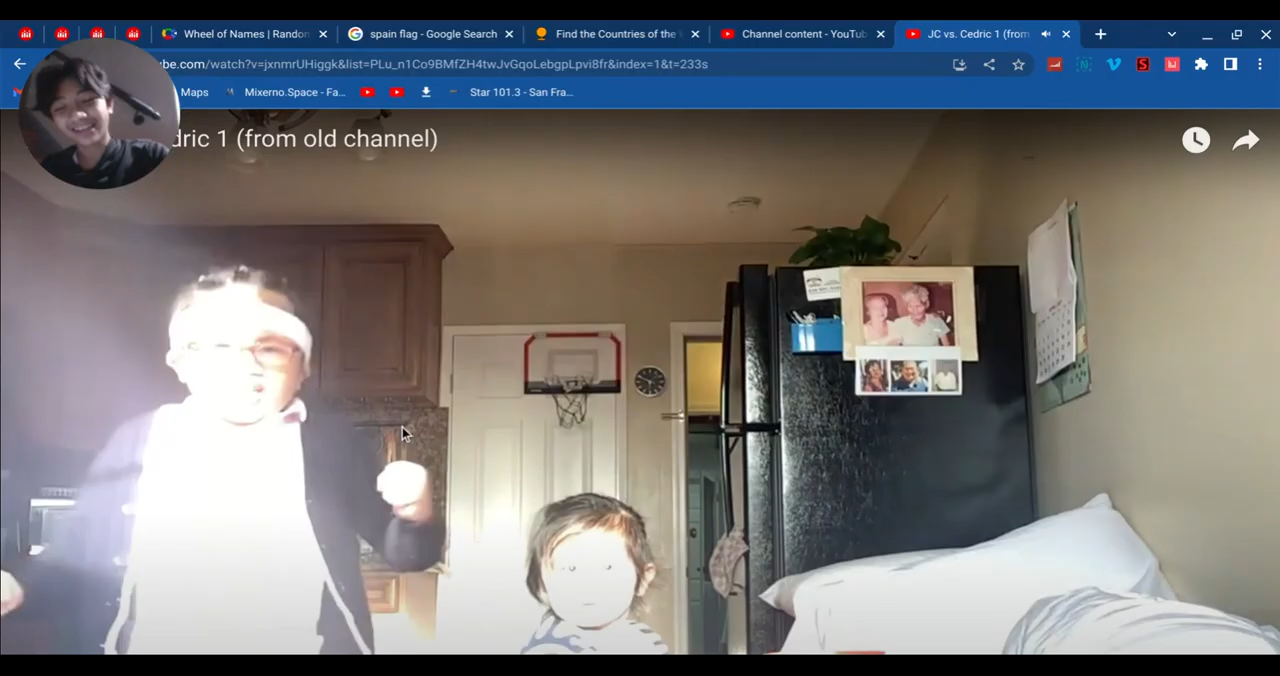 Wheel of Names | Random
spain flag - Google Search
Find the Countries of the
Channel content - YouTub
JC vs. Cedric 1 (from
be.com/watch?v=jxnmrUHiggk&list=PLu_n1Co9BMfZH4twJvGqoLebgpLpvi8fr&index=1&t=233s
Maps
Mixerno.Space - Fa...
Star 101.3 - San Fra...
dric 1 (from old channel)